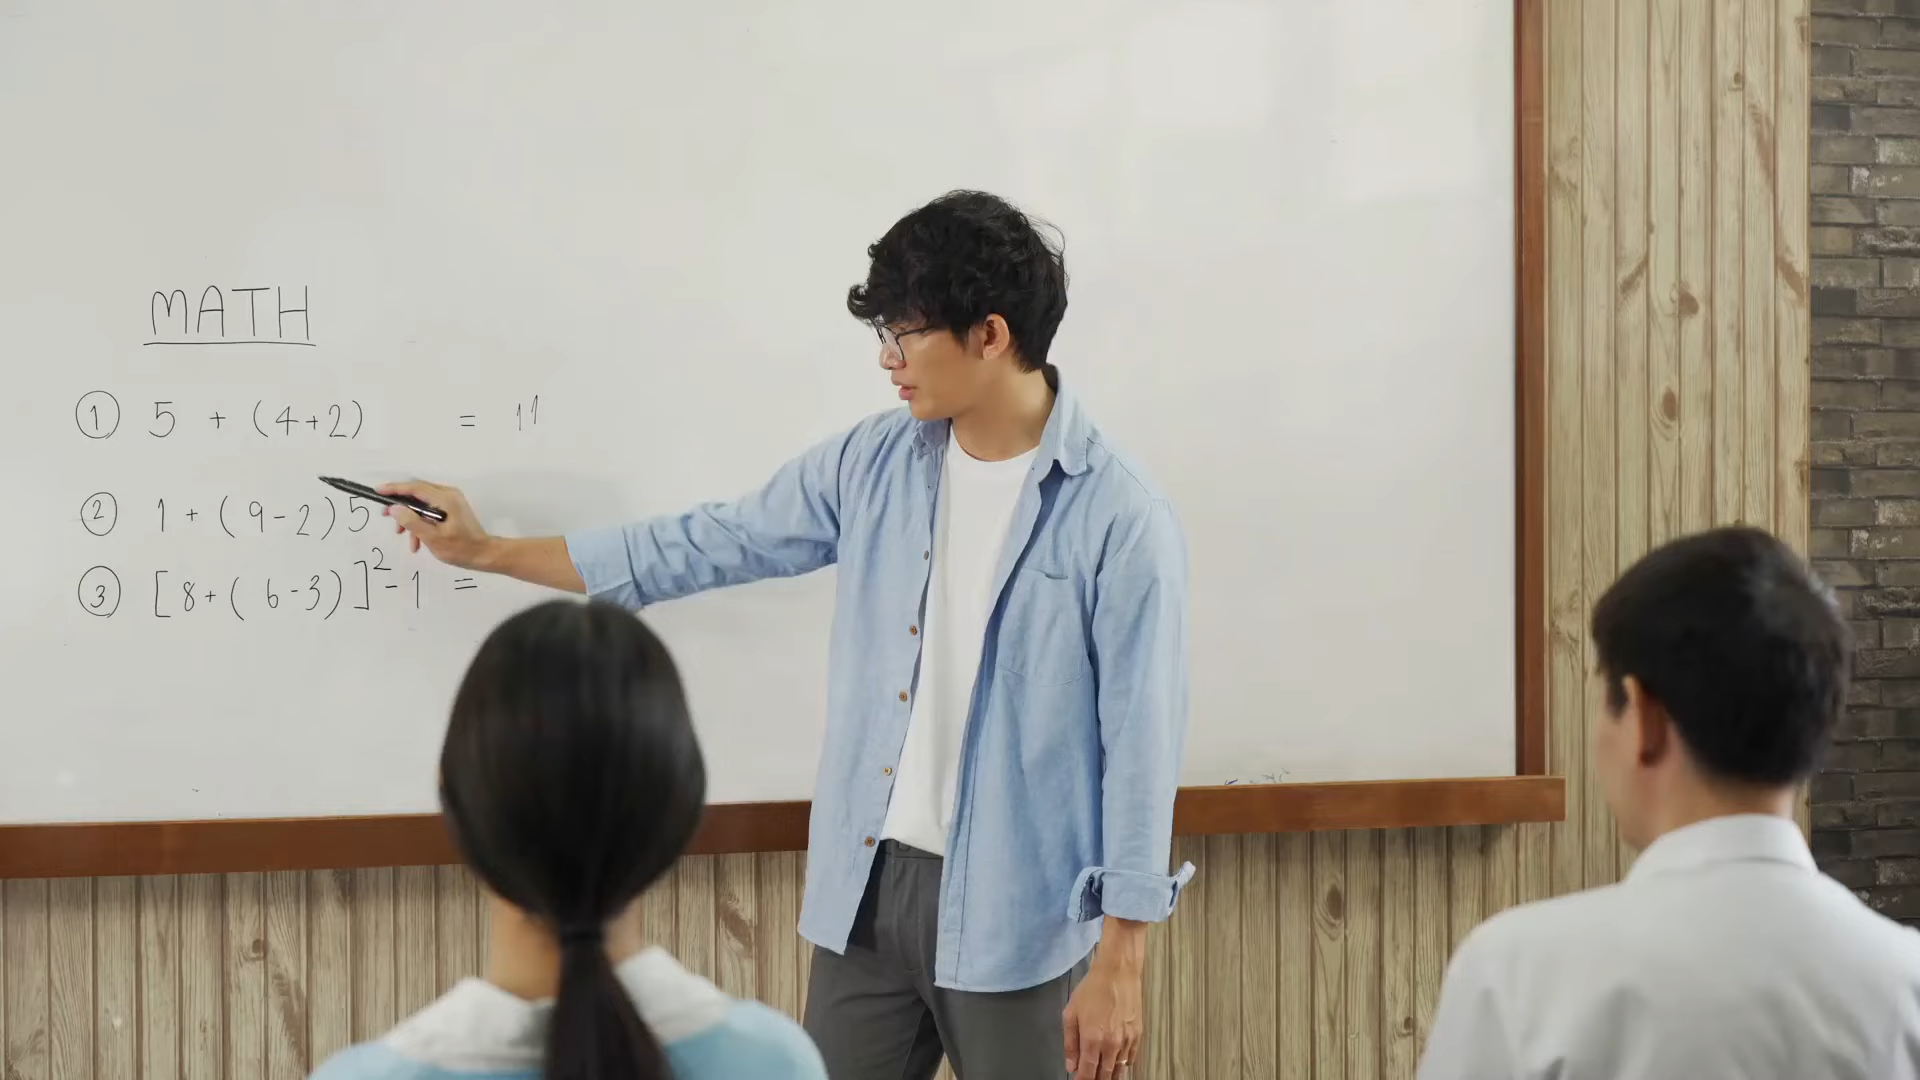 MATH
① 5 + (4+2) = 11
② 1 + (9-2)5
③ [8+(6-3)]²-1 =